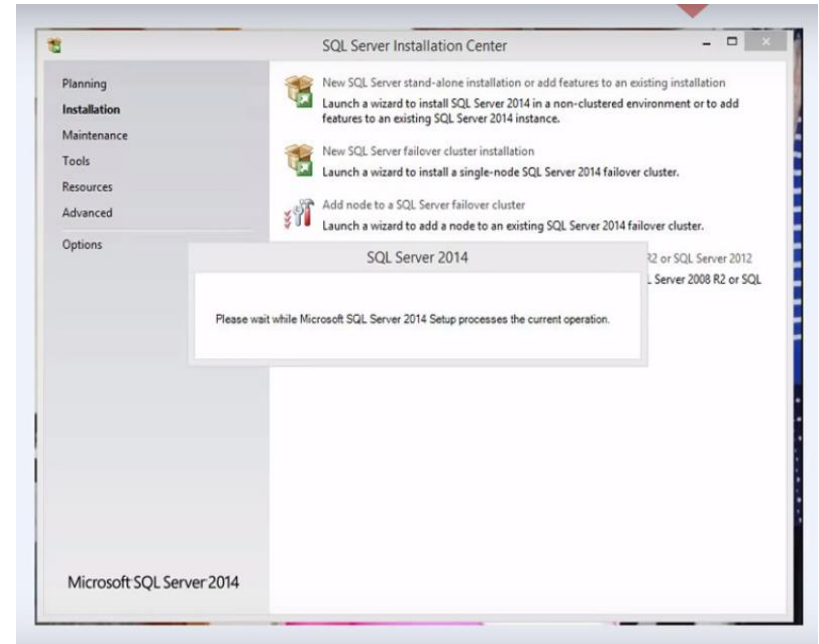 SQL Server Installation Center
Planning
Installation
Maintenance
Tools
Resources
Advanced
Options
New SQL Server stand-alone installation or add features to an existing installation
Launch a wizard to install SQL Server 2014 in a non-clustered environment or to add
features to an existing SQL Server 2014 instance.
New SQL Server failover cluster installation
Launch a wizard to install a single-node SQL Server 2014 failover cluster.
Add node to a SQL Server failover cluster
Launch a wizard to add a node to an existing SQL Server 2014 failover cluster.
R2 or SQL Server 2012
Server 2008 R2 or SQL
SQL Server 2014
Please wait while Microsoft SQL Server 2014 Setup processes the current operation.
Microsoft SQL Server 2014